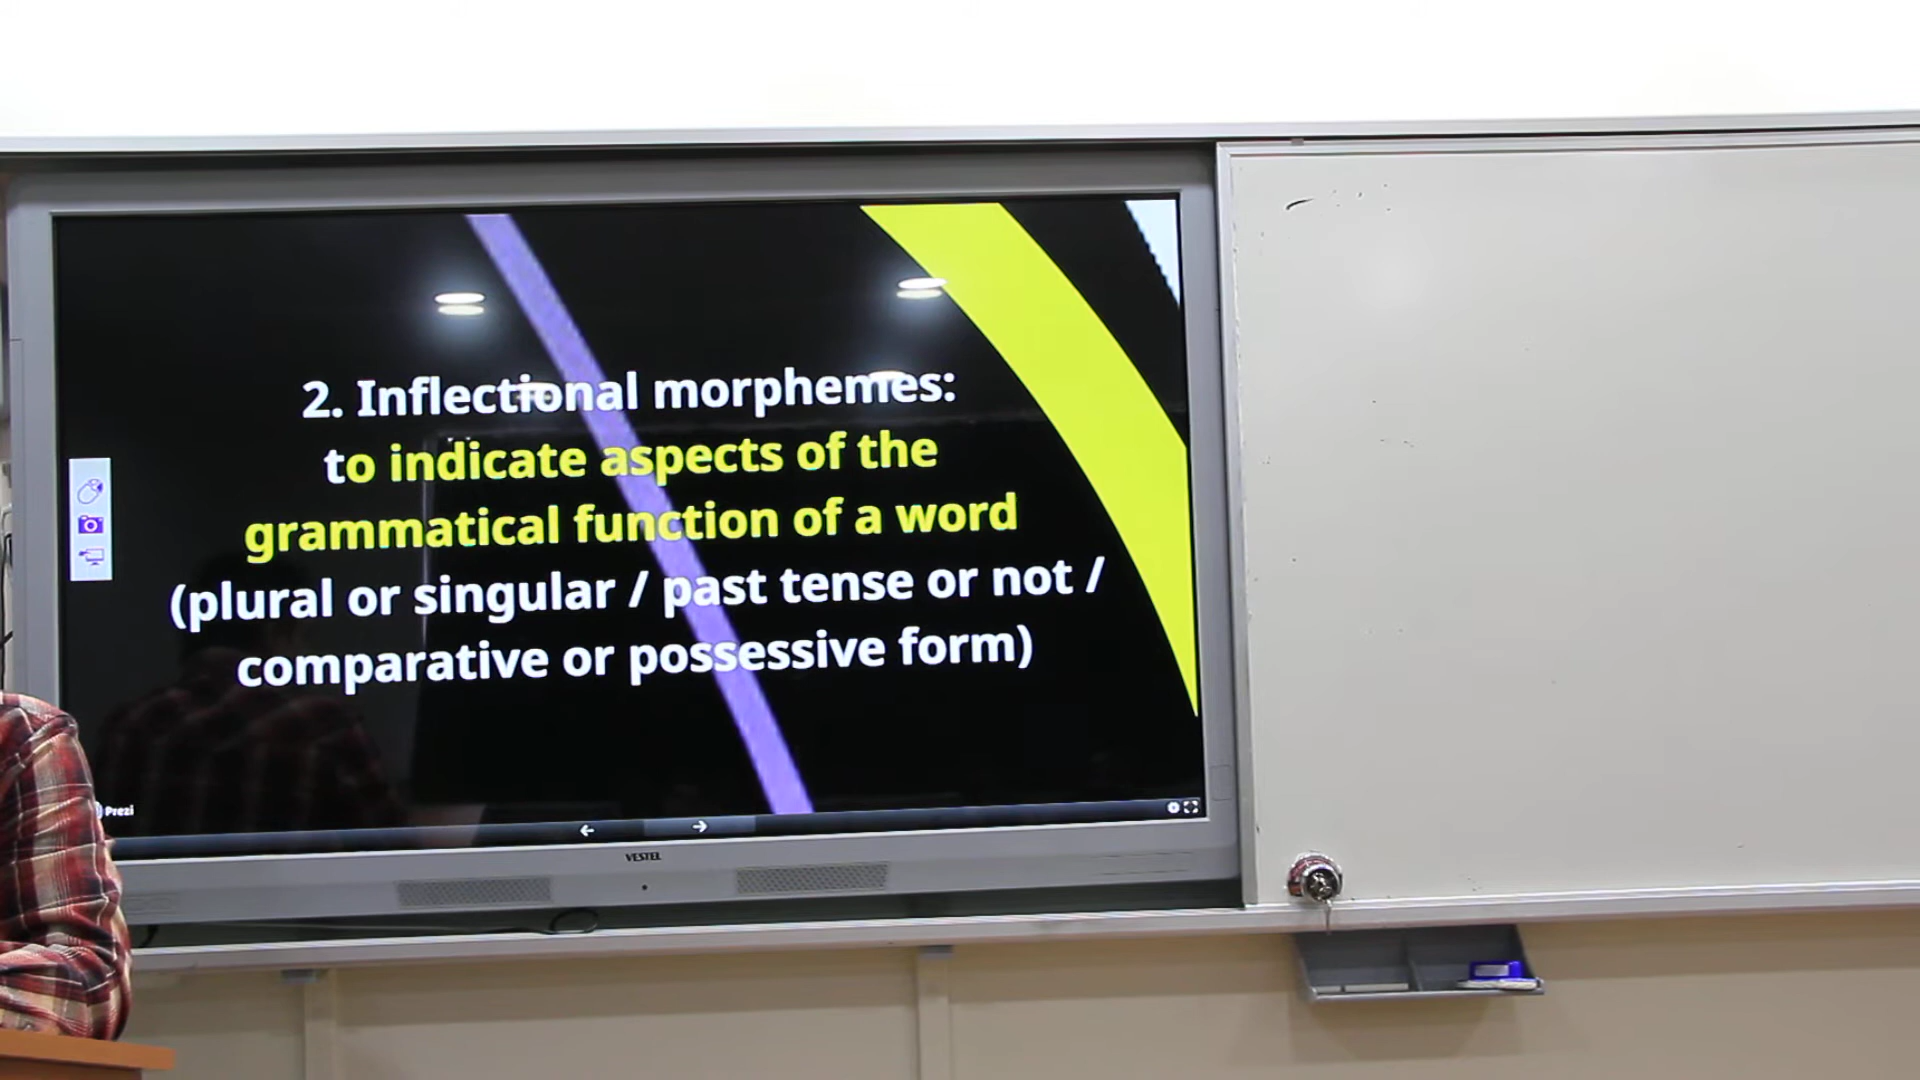 2. Inflectional morphemes:
to indicate aspects of the
grammatical function of a word
(plural or singular / past tense or not /
comparative or possessive form)
Prezi
VESTEL